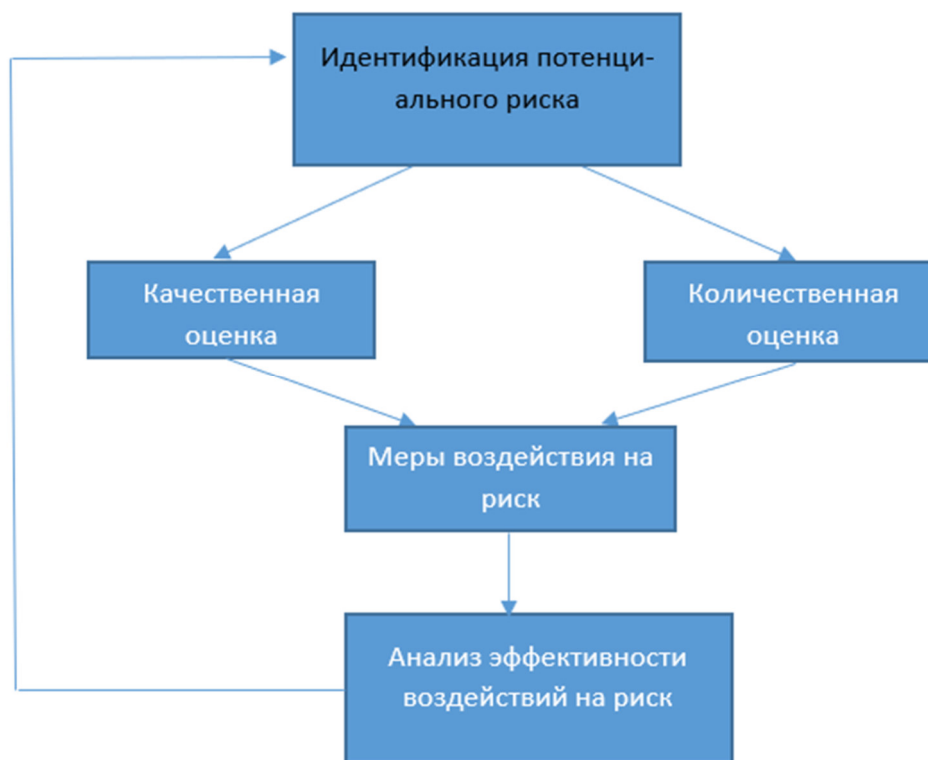 Идентификация потенци-
ального риска
Качественная
оценка
Количественная
оценка
Меры воздействия на
риск
Анализ эффективности
воздействий на риск